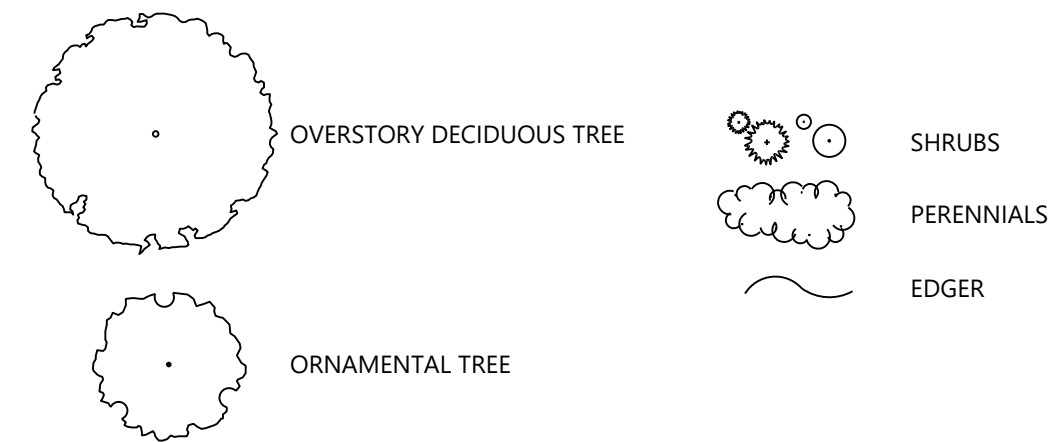 OVERSTORY DECIDUOUS TREE
ORNAMENTAL TREE
SHRUBS
PERENNIALS
EDGER